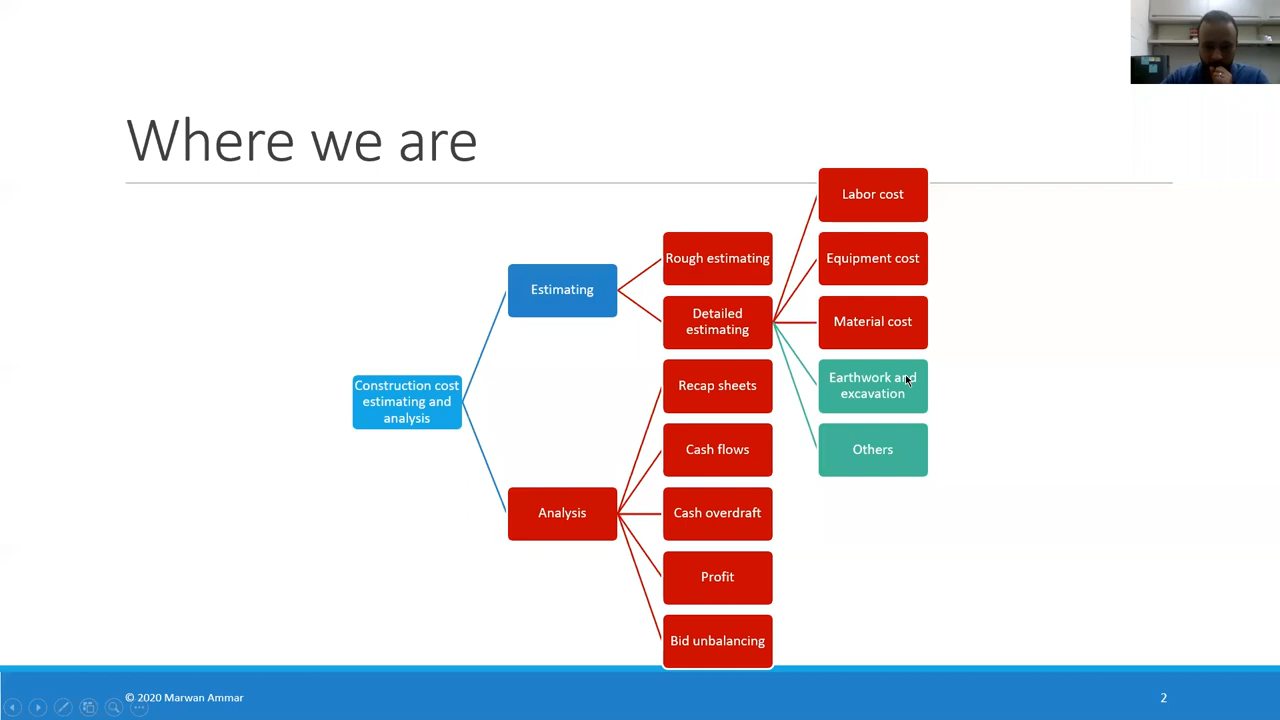 Where we are
Labor cost
Rough estimating
Equipment cost
Estimating
Detailed
estimating
Material cost
Recap sheets
Earthwork and
excavation
Construction cost
estimating and
analysis
Cash flows
Others
Analysis
Cash overdraft
Profit
Bid unbalancing
© 2020 Marwan Ammar
2